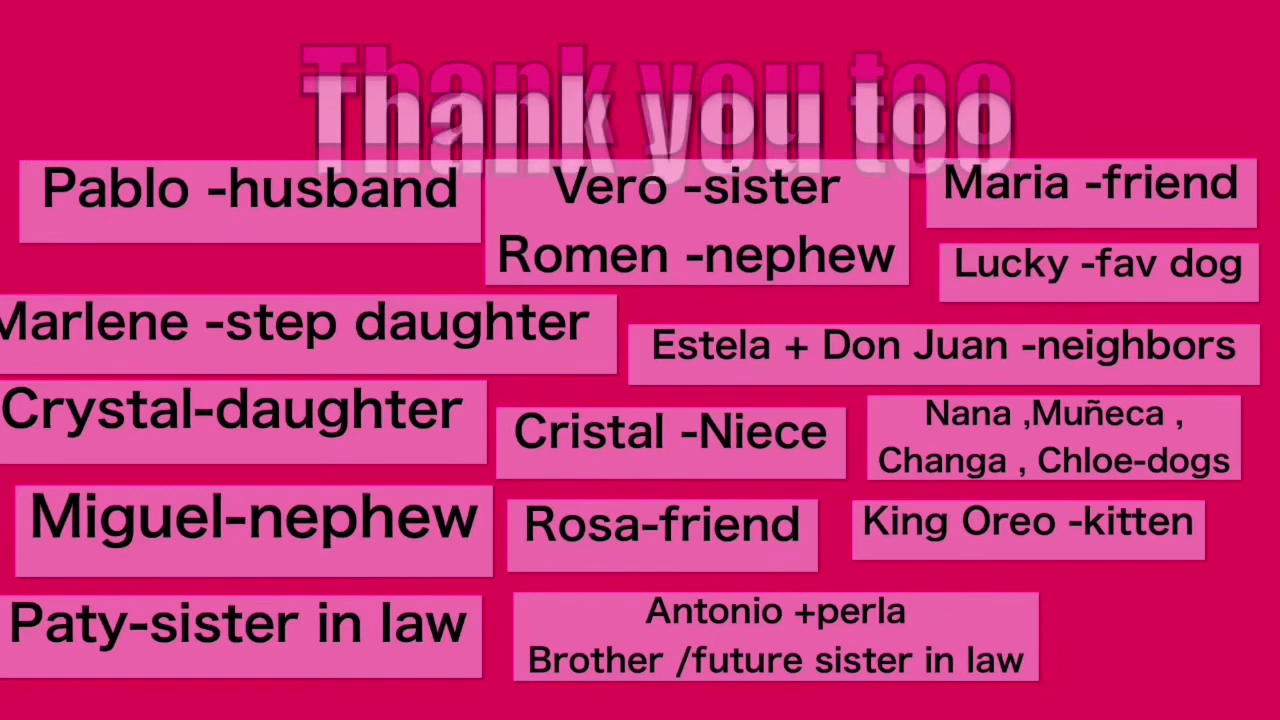 Thank you too
Pablo -husband
Vero -sister
Romen -nephew
Maria -friend
Lucky -fav dog
Marlene -step daughter
Estela + Don Juan -neighbors
Crystal-daughter
Cristal -Niece
Nana ,Muñeca ,
Changa , Chloe-dogs
Miguel-nephew
Rosa-friend
King Oreo -kitten
Paty-sister in law
Antonio +perla
Brother /future sister in law